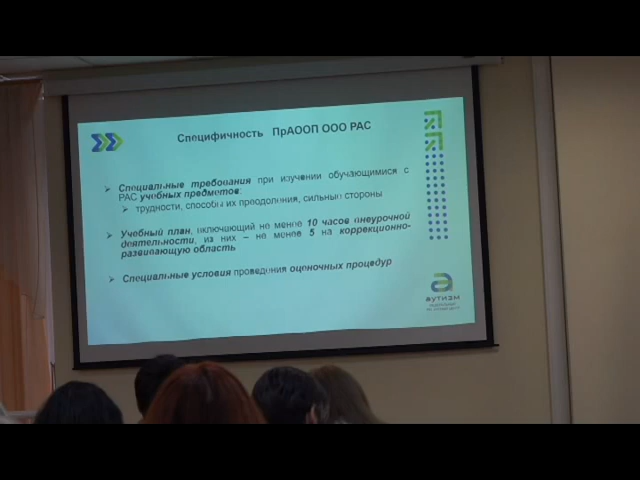 Специфичность ПрАООП ООО РАС
Специальные требования при изучении обучающимися с
РАС учебных предметов:
трудности, способы их преодоления, сильные стороны
Учебный план, включающий не менее 10 часов внеурочной
деятельности, из них – не менее 5 на коррекционно-
развивающую область
Специальные условия проведения оценочных процедур
аутизм